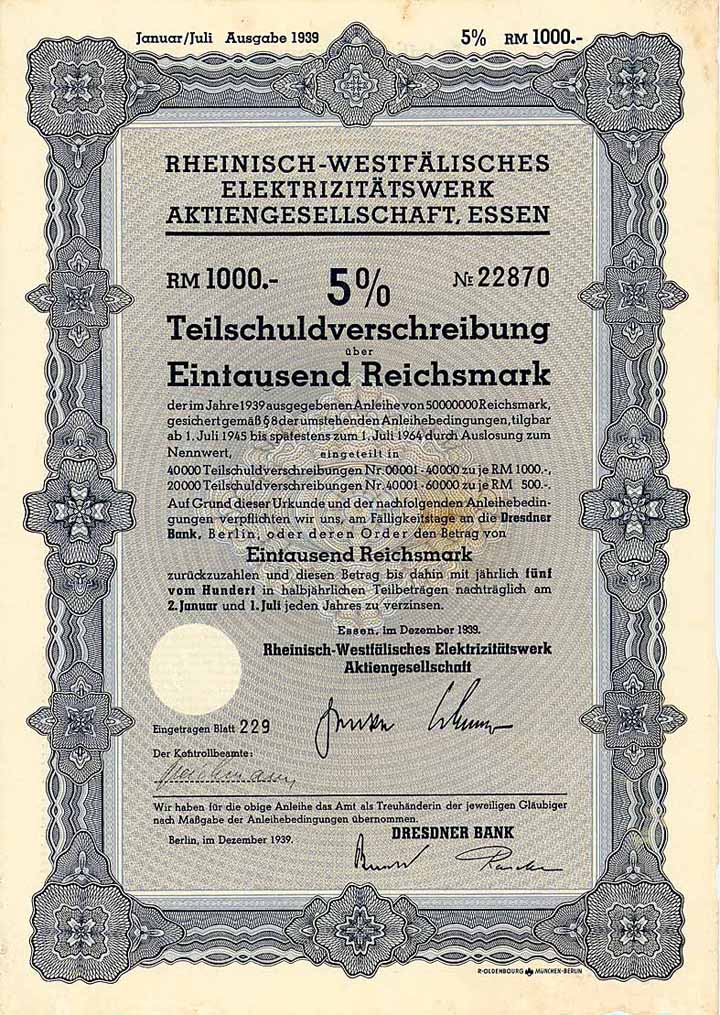 Januar/Juli Ausgabe 1939 5% RM 1000.-
RHEINISCH-WESTFÄLISCHES
ELEKTRIZITÄTSWERK
AKTIENGESELLSCHAFT, ESSEN
RM 1000.- 5% № 22870
Teilschuldverschreibung
über
Eintausend Reichsmark
der im Jahre 1939 ausgegebenen Anleihe von 50000000 Reichsmark,
gesichert gemäß § 8 der umstehenden Anleihebedingungen, tilgbar
ab 1. Juli 1945 bis spätestens zum 1. Juli 1964 durch Auslosung zum
Nennwert, eingeteilt in
40000 Teilschuldverschreibungen Nr. 00001 - 40000 zu je RM 1000.-,
20000 Teilschuldverschreibungen Nr. 40001 - 60000 zu je RM 500.-.
Auf Grund dieser Urkunde und der nachfolgenden Anleihebedin-
gungen verpflichten wir uns, am Fälligkeitstage an die Dresdner
Bank, Berlin, oder deren Order den Betrag von
Eintausend Reichsmark
zurückzuzahlen und diesen Betrag bis dahin mit jährlich fünf
vom Hundert in halbjährlichen Teilbeträgen nachträglich am
2. Januar und 1. Juli jeden Jahres zu verzinsen.
Essen, im Dezember 1939.
Rheinisch-Westfälisches Elektrizitätswerk
Aktiengesellschaft
Eingetragen Blatt 229
Der Kontrollbeamte:
Wir haben für die obige Anleihe das Amt als Treuhänderin der jeweiligen Gläubiger
nach Maßgabe der Anleihebedingungen übernommen.
Berlin, im Dezember 1939. DRESDNER BANK
R·OLDENBOURG MÜNCHEN-BERLIN